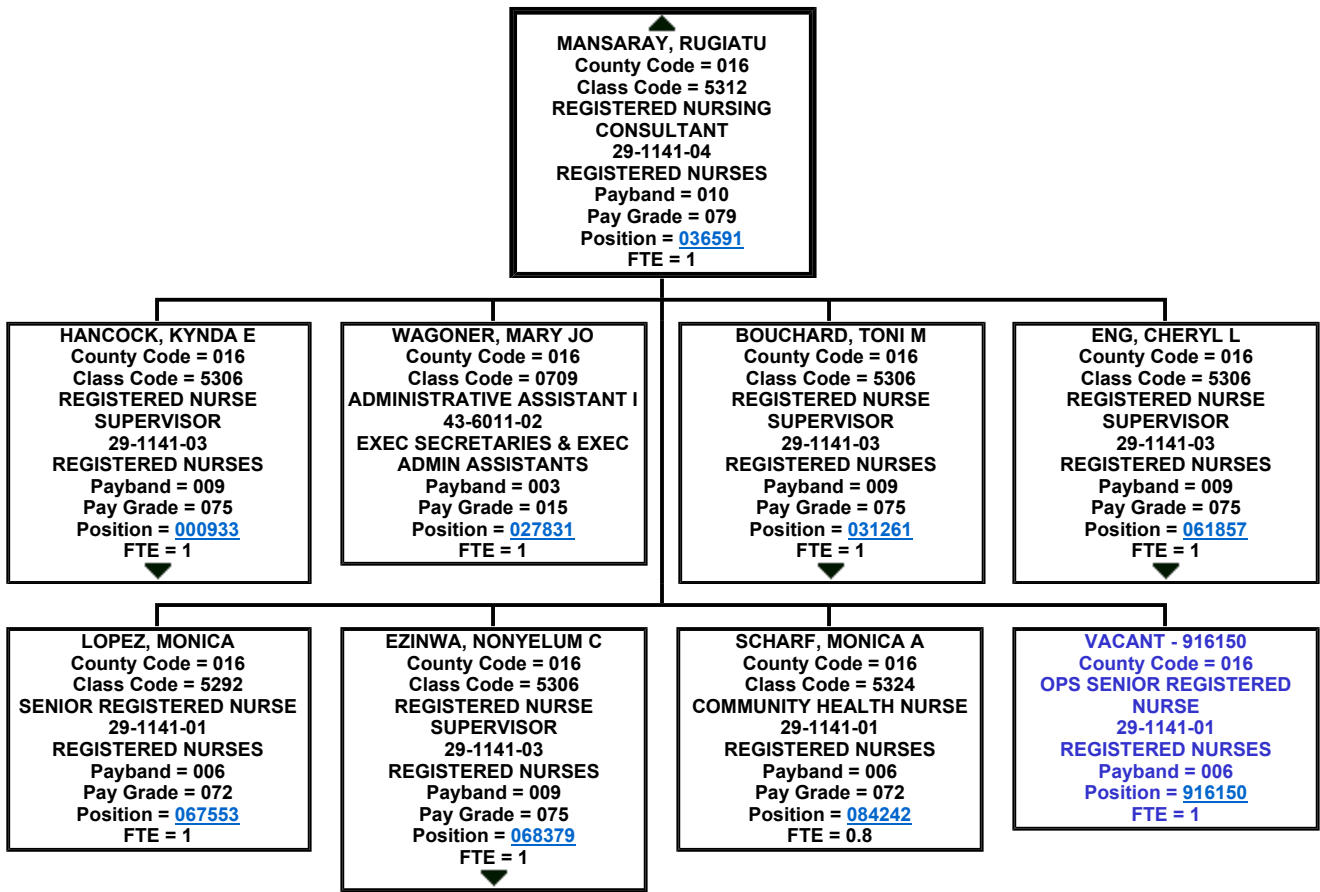 MANSARAY, RUGIATU
County Code = 016
Class Code = 5312
REGISTERED NURSING
CONSULTANT
29-1141-04
REGISTERED NURSES
Payband = 010
Pay Grade = 079
Position = 036591
FTE = 1
HANCOCK, KYNDA E
County Code = 016
Class Code = 5306
REGISTERED NURSE
SUPERVISOR
29-1141-03
REGISTERED NURSES
Payband = 009
Pay Grade = 075
Position = 000933
FTE = 1
WAGONER, MARY JO
County Code = 016
Class Code = 0709
ADMINISTRATIVE ASSISTANT I
43-6011-02
EXEC SECRETARIES & EXEC
ADMIN ASSISTANTS
Payband = 003
Pay Grade = 015
Position = 027831
FTE = 1
BOUCHARD, TONI M
County Code = 016
Class Code = 5306
REGISTERED NURSE
SUPERVISOR
29-1141-03
REGISTERED NURSES
Payband = 009
Pay Grade = 075
Position = 031261
FTE = 1
ENG, CHERYL L
County Code = 016
Class Code = 5306
REGISTERED NURSE
SUPERVISOR
29-1141-03
REGISTERED NURSES
Payband = 009
Pay Grade = 075
Position = 061857
FTE = 1
LOPEZ, MONICA
County Code = 016
Class Code = 5292
SENIOR REGISTERED NURSE
29-1141-01
REGISTERED NURSES
Payband = 006
Pay Grade = 072
Position = 067553
FTE = 1
EZINWA, NONYELUM C
County Code = 016
Class Code = 5306
REGISTERED NURSE
SUPERVISOR
29-1141-03
REGISTERED NURSES
Payband = 009
Pay Grade = 075
Position = 068379
FTE = 1
SCHARF, MONICA A
County Code = 016
Class Code = 5324
COMMUNITY HEALTH NURSE
29-1141-01
REGISTERED NURSES
Payband = 006
Pay Grade = 072
Position = 084242
FTE = 0.8
VACANT - 916150
County Code = 016
OPS SENIOR REGISTERED
NURSE
29-1141-01
REGISTERED NURSES
Payband = 006
Position = 916150
FTE = 1